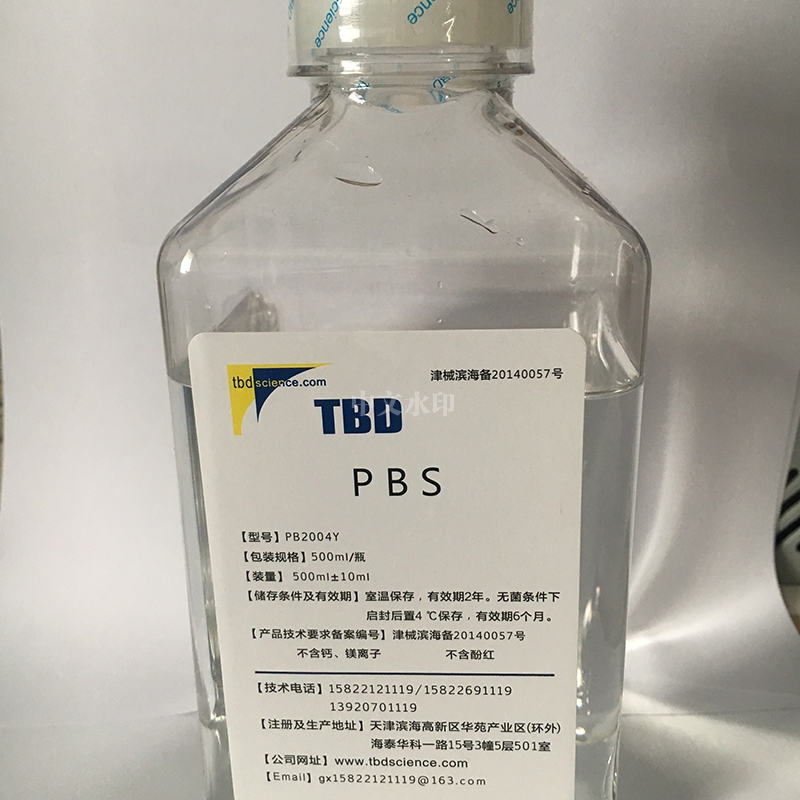 science
science
science
tbdscience.com
津械滨海备20140057号
TBD
中文水印
PBS
【型号】PB2004Y
【包装规格】500ml/瓶
【装量】 500ml±10ml
【储存条件及有效期】室温保存，有效期2年。无菌条件下
启封后置4 ℃保存，有效期6个月。
【产品技术要求备案编号】津械滨海备20140057号
不含钙、镁离子 不含酚红
【技术电话】15822121119/15822691119
13920701119
【注册及生产地址】天津滨海高新区华苑产业区(环外)
海泰华科一路15号3幢5层501室
【公司网址】www.tbdscience.com
【Email】gx15822121119@163.com